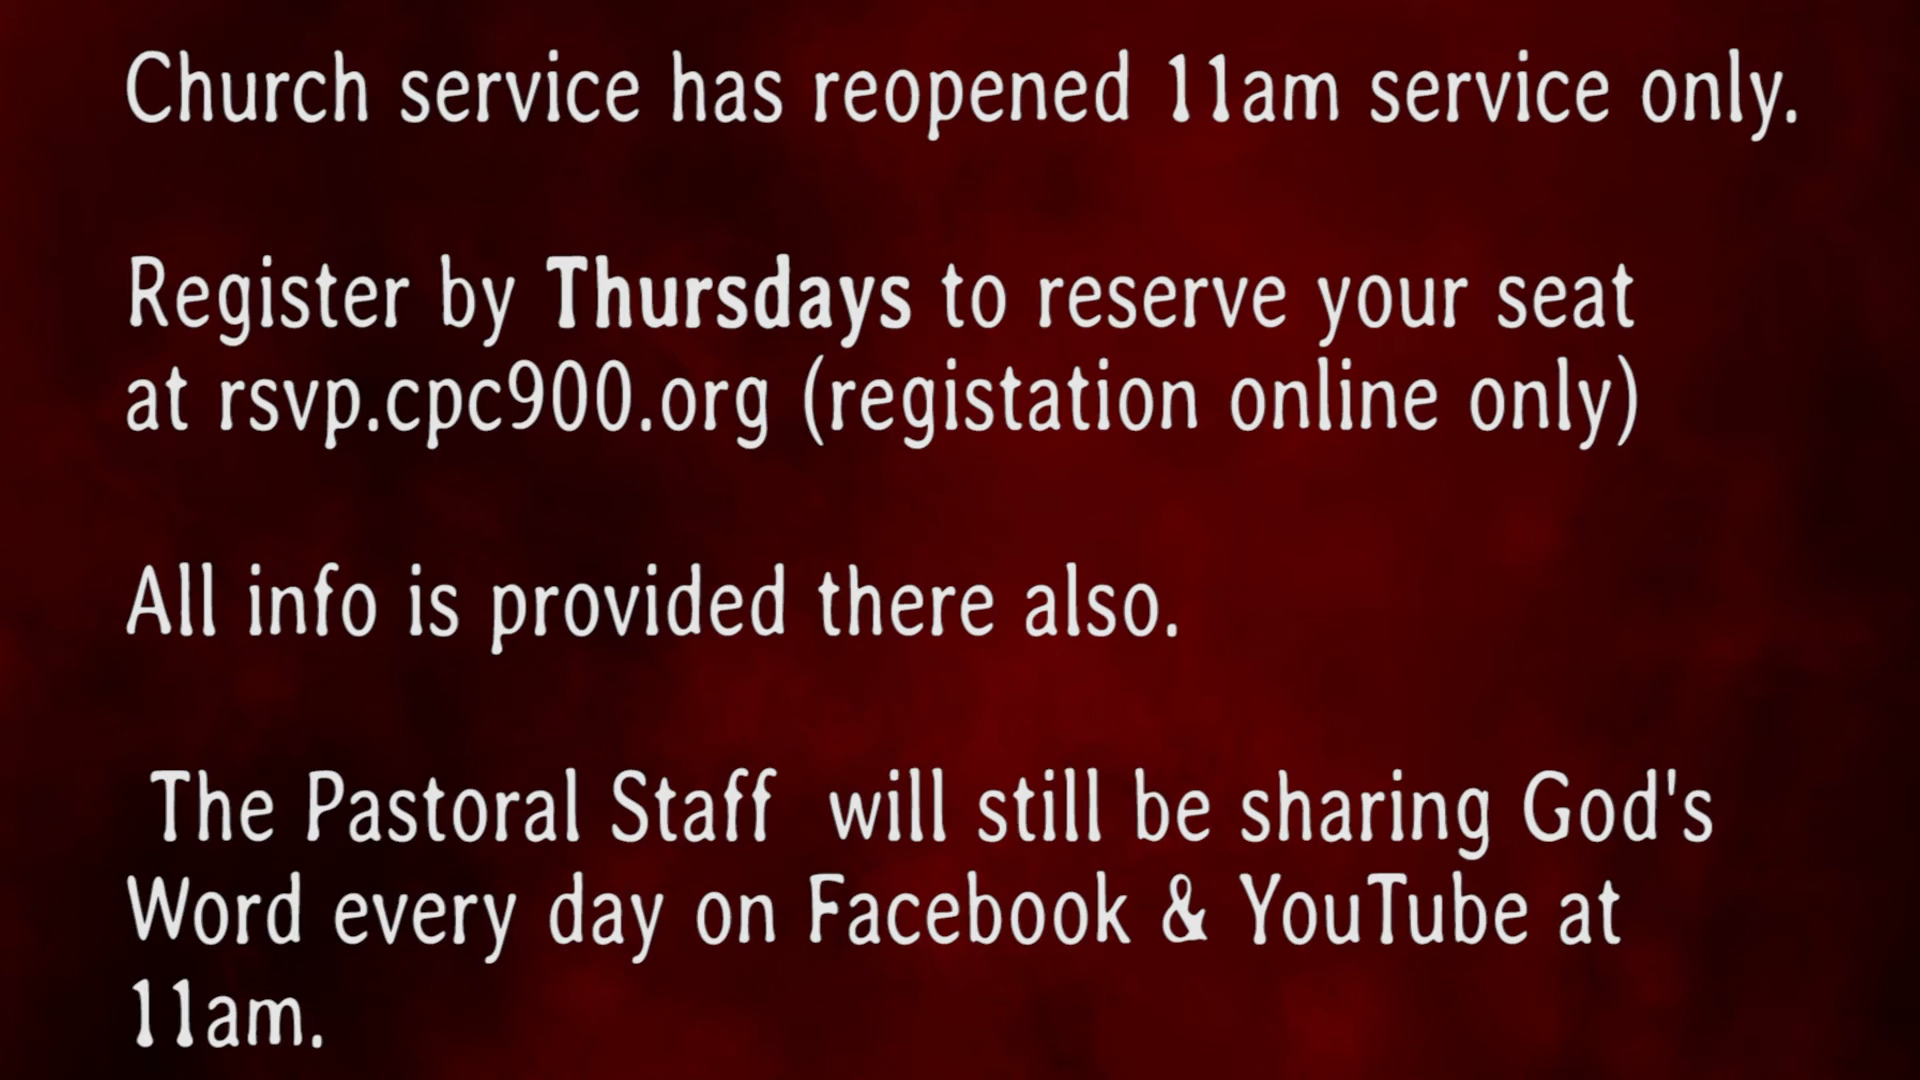 Church service has reopened 11am service only.
Register by Thursdays to reserve your seat
at rsvp.cpc900.org (registation online only)
All info is provided there also.
The Pastoral Staff  will still be sharing God's
Word every day on Facebook & YouTube at
11am.